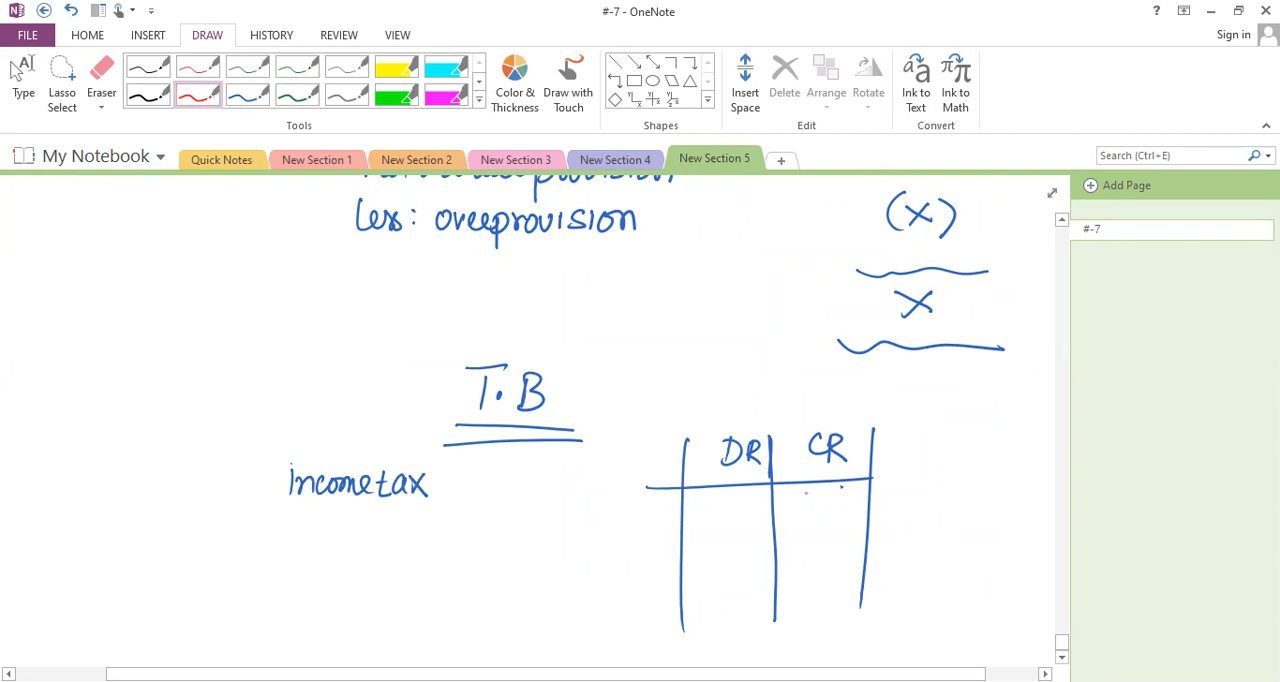 #-7 - OneNote
?
Sign in
FILE HOME INSERT DRAW HISTORY REVIEW VIEW
Type
Lasso Select
Eraser
Color & Thickness
Draw with Touch
Insert Space
Delete
Arrange
Rotate
Ink to Text
Ink to Math
Tools Shapes Edit Convert
My Notebook Quick Notes New Section 1 New Section 2 New Section 3 New Section 4 New Section 5
Search (Ctrl+E)
Add Page
#-7
provision
less: overprovision (x)
x
T.B
DR CR
income tax